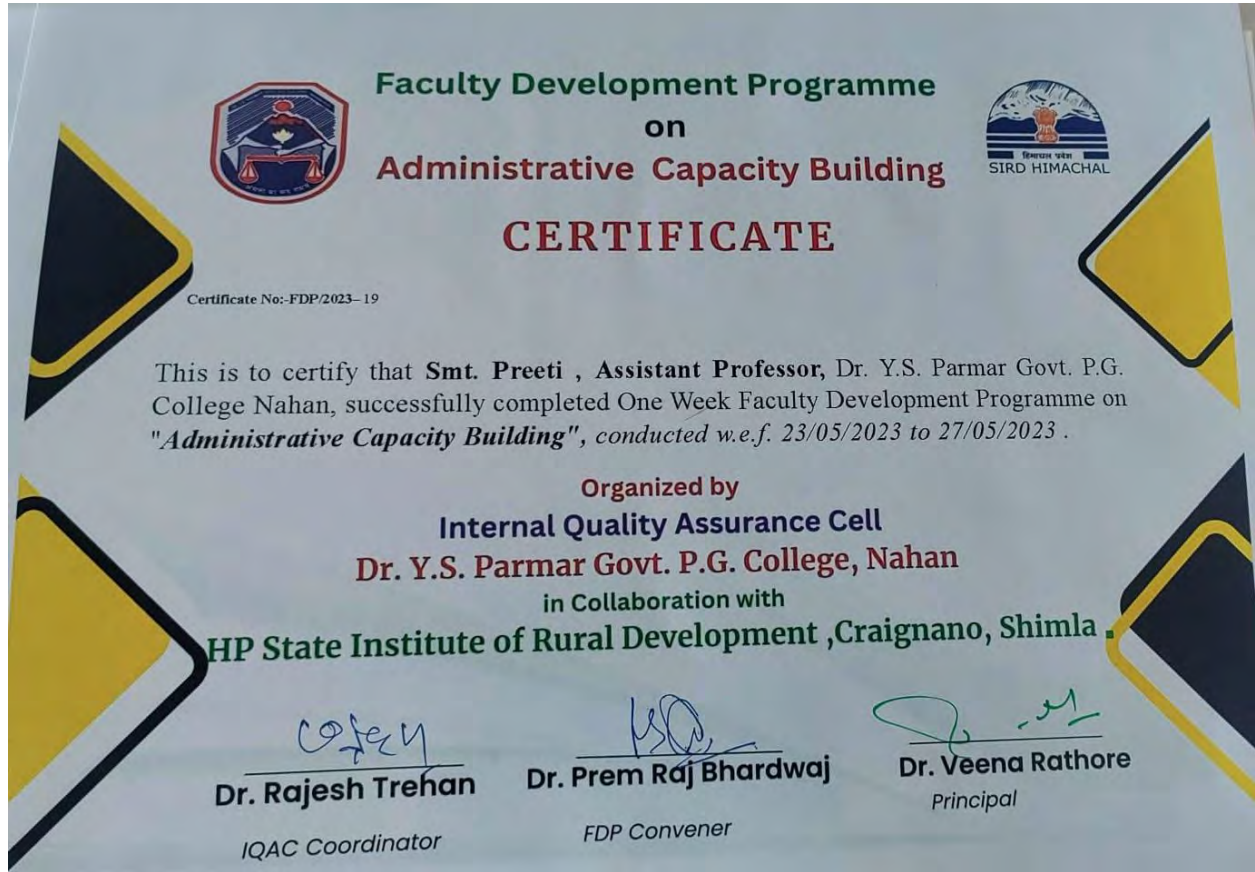 Faculty Development Programme
on
Administrative Capacity Building
हिमाचल प्रदेश
SIRD HIMACHAL
CERTIFICATE
Certificate No:-FDP/2023–19
This is to certify that Smt. Preeti , Assistant Professor, Dr. Y.S. Parmar Govt. P.G.
College Nahan, successfully completed One Week Faculty Development Programme on
"Administrative Capacity Building", conducted w.e.f. 23/05/2023 to 27/05/2023 .
Organized by
Internal Quality Assurance Cell
Dr. Y.S. Parmar Govt. P.G. College, Nahan
in Collaboration with
HP State Institute of Rural Development ,Craignano, Shimla .
Dr. Rajesh Trehan
IQAC Coordinator
Dr. Prem Raj Bhardwaj
FDP Convener
Dr. Veena Rathore
Principal